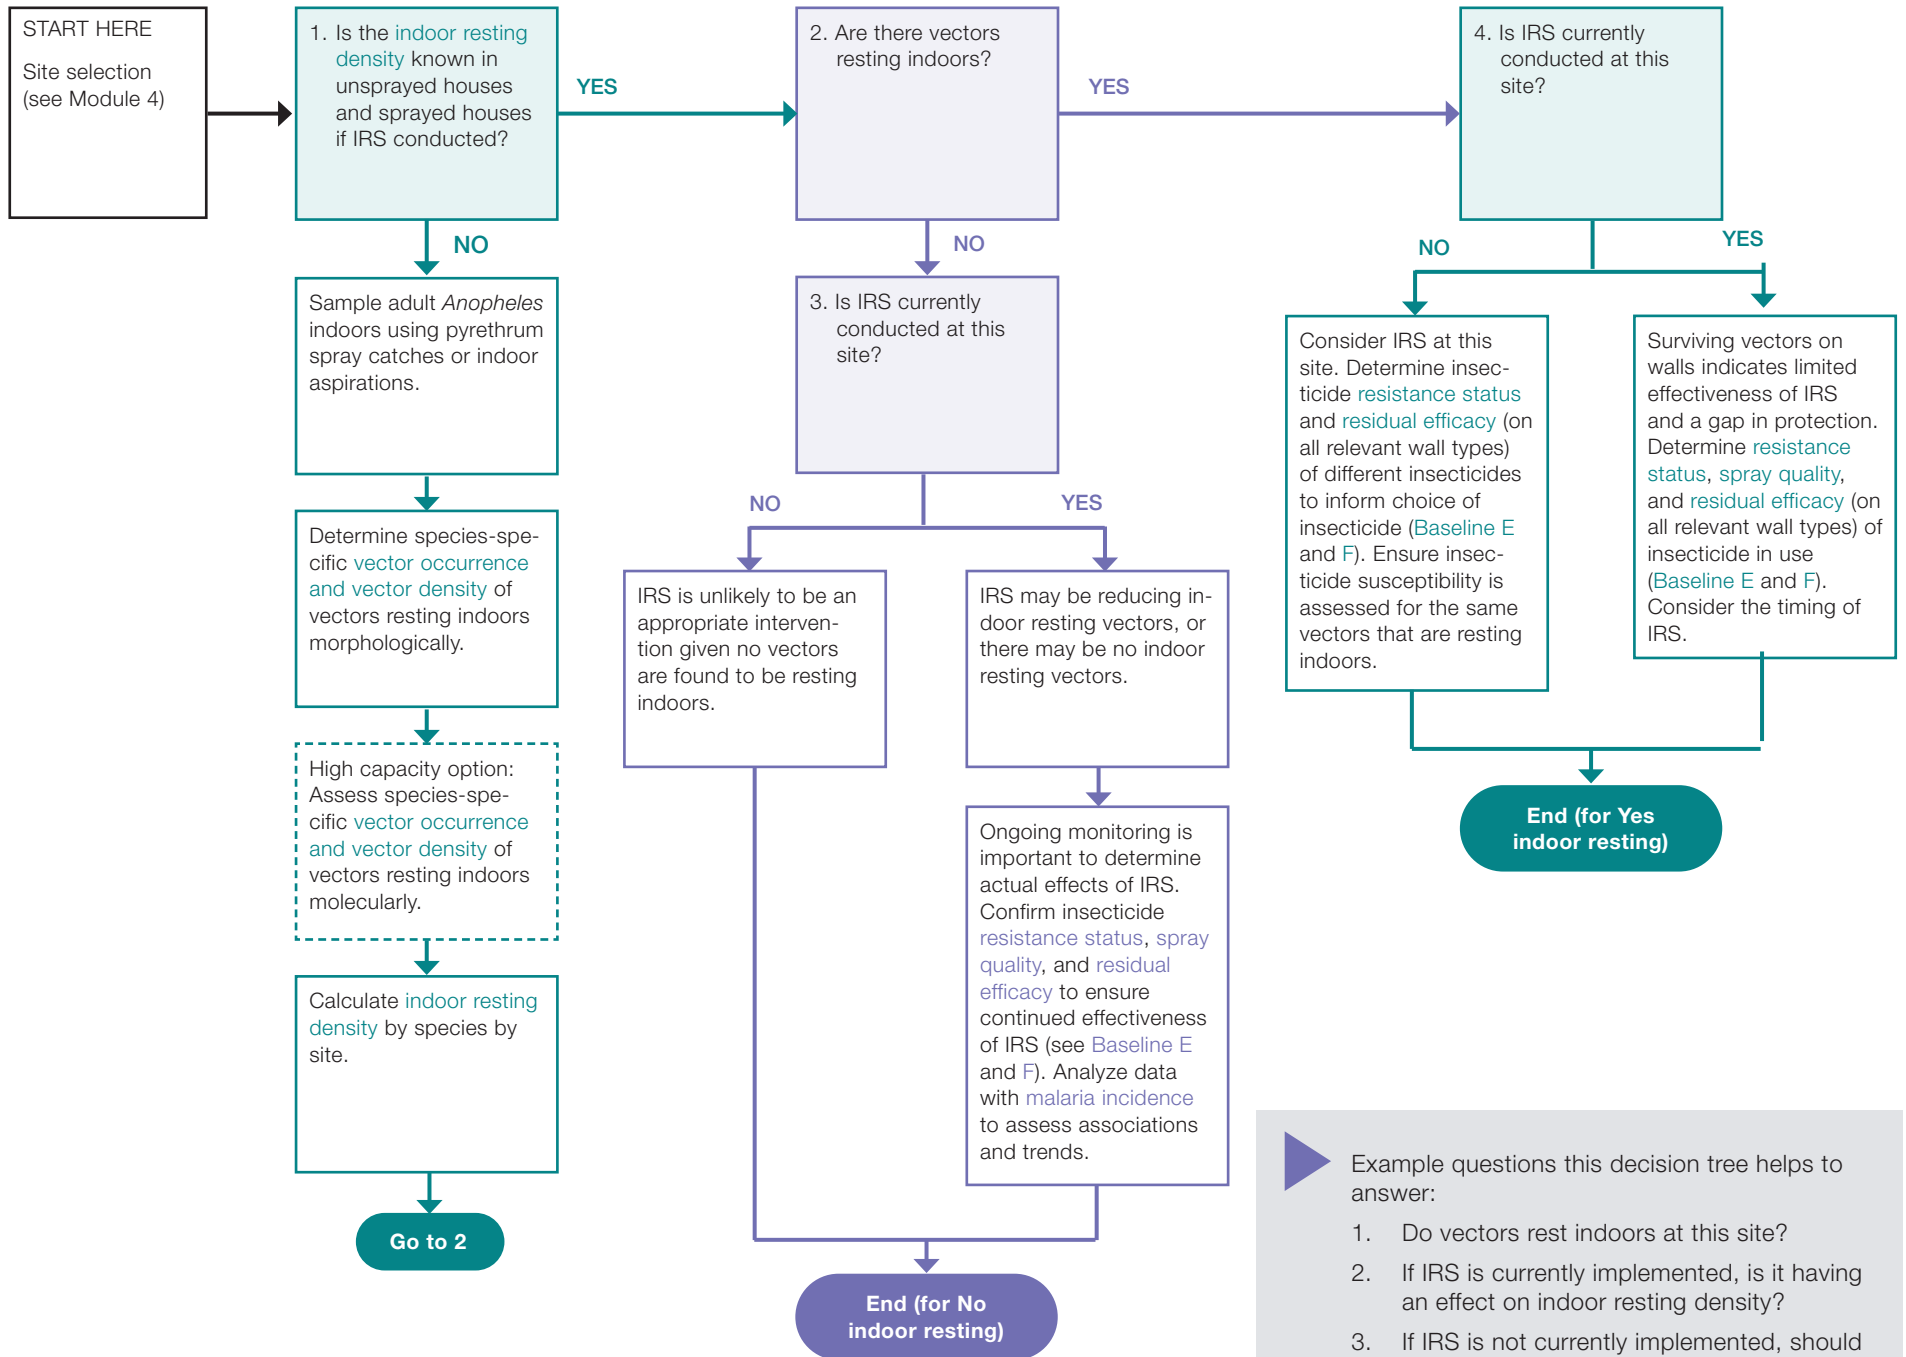 START HERE
Site selection
(see Module 4)
1. Is the indoor resting
density known in
unsprayed houses
and sprayed houses
if IRS conducted?
YES
NO
Sample adult Anopheles
indoors using pyrethrum
spray catches or indoor
aspirations.
Determine species-spe-
cific vector occurrence
and vector density of
vectors resting indoors
morphologically.
High capacity option:
Assess species-spe-
cific vector occurrence
and vector density of
vectors resting indoors
molecularly.
Calculate indoor resting
density by species by
site.
Go to 2
2. Are there vectors
resting indoors?
YES
NO
3. Is IRS currently
conducted at this
site?
NO
YES
IRS is unlikely to be an
appropriate interven-
tion given no vectors
are found to be resting
indoors.
IRS may be reducing in-
door resting vectors, or
there may be no indoor
resting vectors.
Ongoing monitoring is
important to determine
actual effects of IRS.
Confirm insecticide
resistance status, spray
quality, and residual
efficacy to ensure
continued effectiveness
of IRS (see Baseline E
and F). Analyze data
with malaria incidence
to assess associations
and trends.
End (for No
indoor resting)
4. Is IRS currently
conducted at this
site?
NO
YES
Consider IRS at this
site. Determine insec-
ticide resistance status
and residual efficacy (on
all relevant wall types)
of different insecticides
to inform choice of
insecticide (Baseline E
and F). Ensure insec-
ticide susceptibility is
assessed for the same
vectors that are resting
indoors.
Surviving vectors on
walls indicates limited
effectiveness of IRS
and a gap in protection.
Determine resistance
status, spray quality,
and residual efficacy (on
all relevant wall types) of
insecticide in use
(Baseline E and F).
Consider the timing of
IRS.
End (for Yes
indoor resting)
Example questions this decision tree helps to
answer:
1. Do vectors rest indoors at this site?
2. If IRS is currently implemented, is it having
an effect on indoor resting density?
3. If IRS is not currently implemented, should